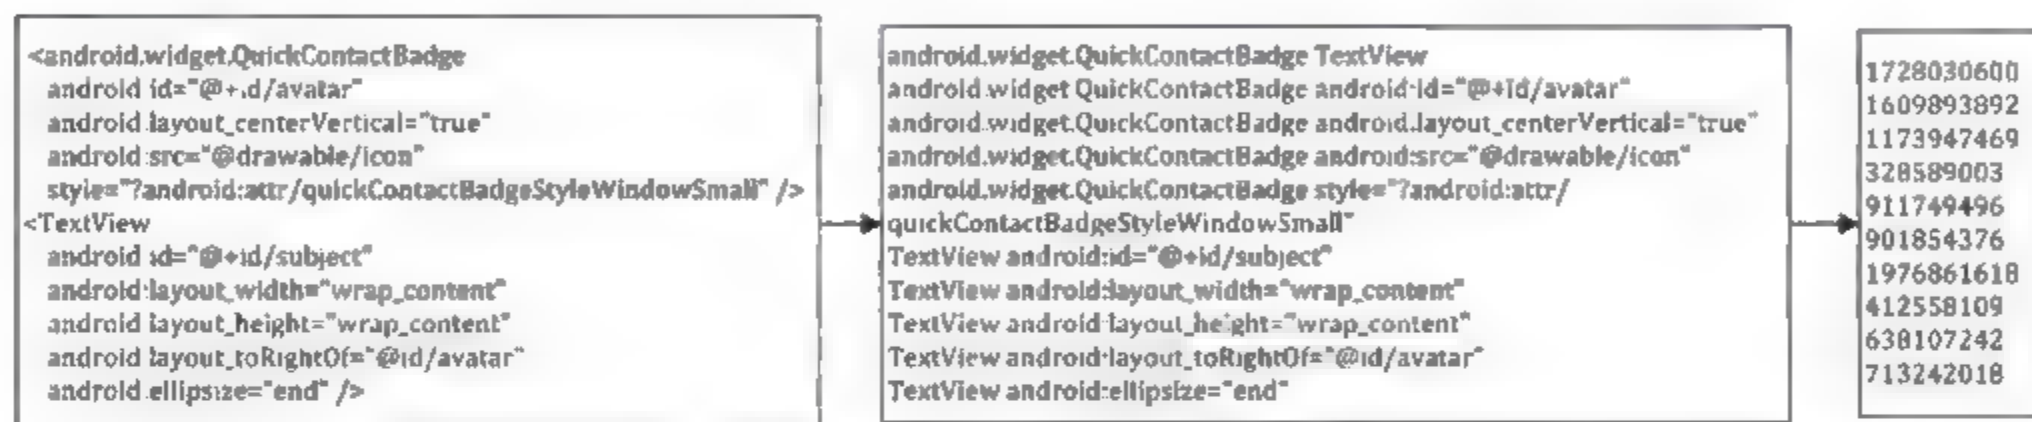 <android.widget.QuickContactBadge
android id="@+id/avatar"
android layout_centerVertical="true"
android:src="@drawable/icon"
style="?android:attr/quickContactBadgeStyleWindowSmall" />
<TextView
android id="@+id/subject"
android:layout_width="wrap_content"
android layout_height="wrap_content"
android layout_toRightOf="@id/avatar"
android.ellipsize="end" />
android.widget.QuickContactBadge TextView
android.widget QuickContactBadge android:id="@+id/avatar"
android.widget.QuickContactBadge android.layout_centerVertical="true"
android.widget.QuickContactBadge android:src="@drawable/icon"
android.widget.QuickContactBadge style="?android:attr/
quickContactBadgeStyleWindowSmall"
TextView android:id="@+id/subject"
TextView android:layout_width="wrap_content"
TextView android layout_height="wrap_content"
TextView android:layout_toRightOf="@id/avatar"
TextView android:ellipsize="end"
1728030600
1609893892
1173947469
328589003
911749496
901854376
1976861618
412558109
638107242
713242018